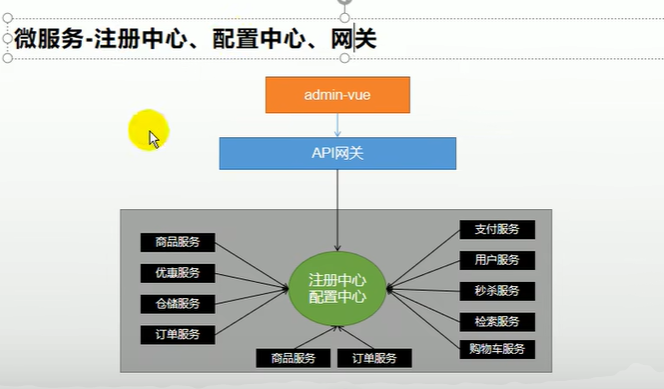 微服务-注册中心、配置中心、网关
admin-vue
API网关
商品服务
优惠服务
仓储服务
订单服务
注册中心
配置中心
支付服务
用户服务
秒杀服务
检索服务
购物车服务
商品服务
订单服务